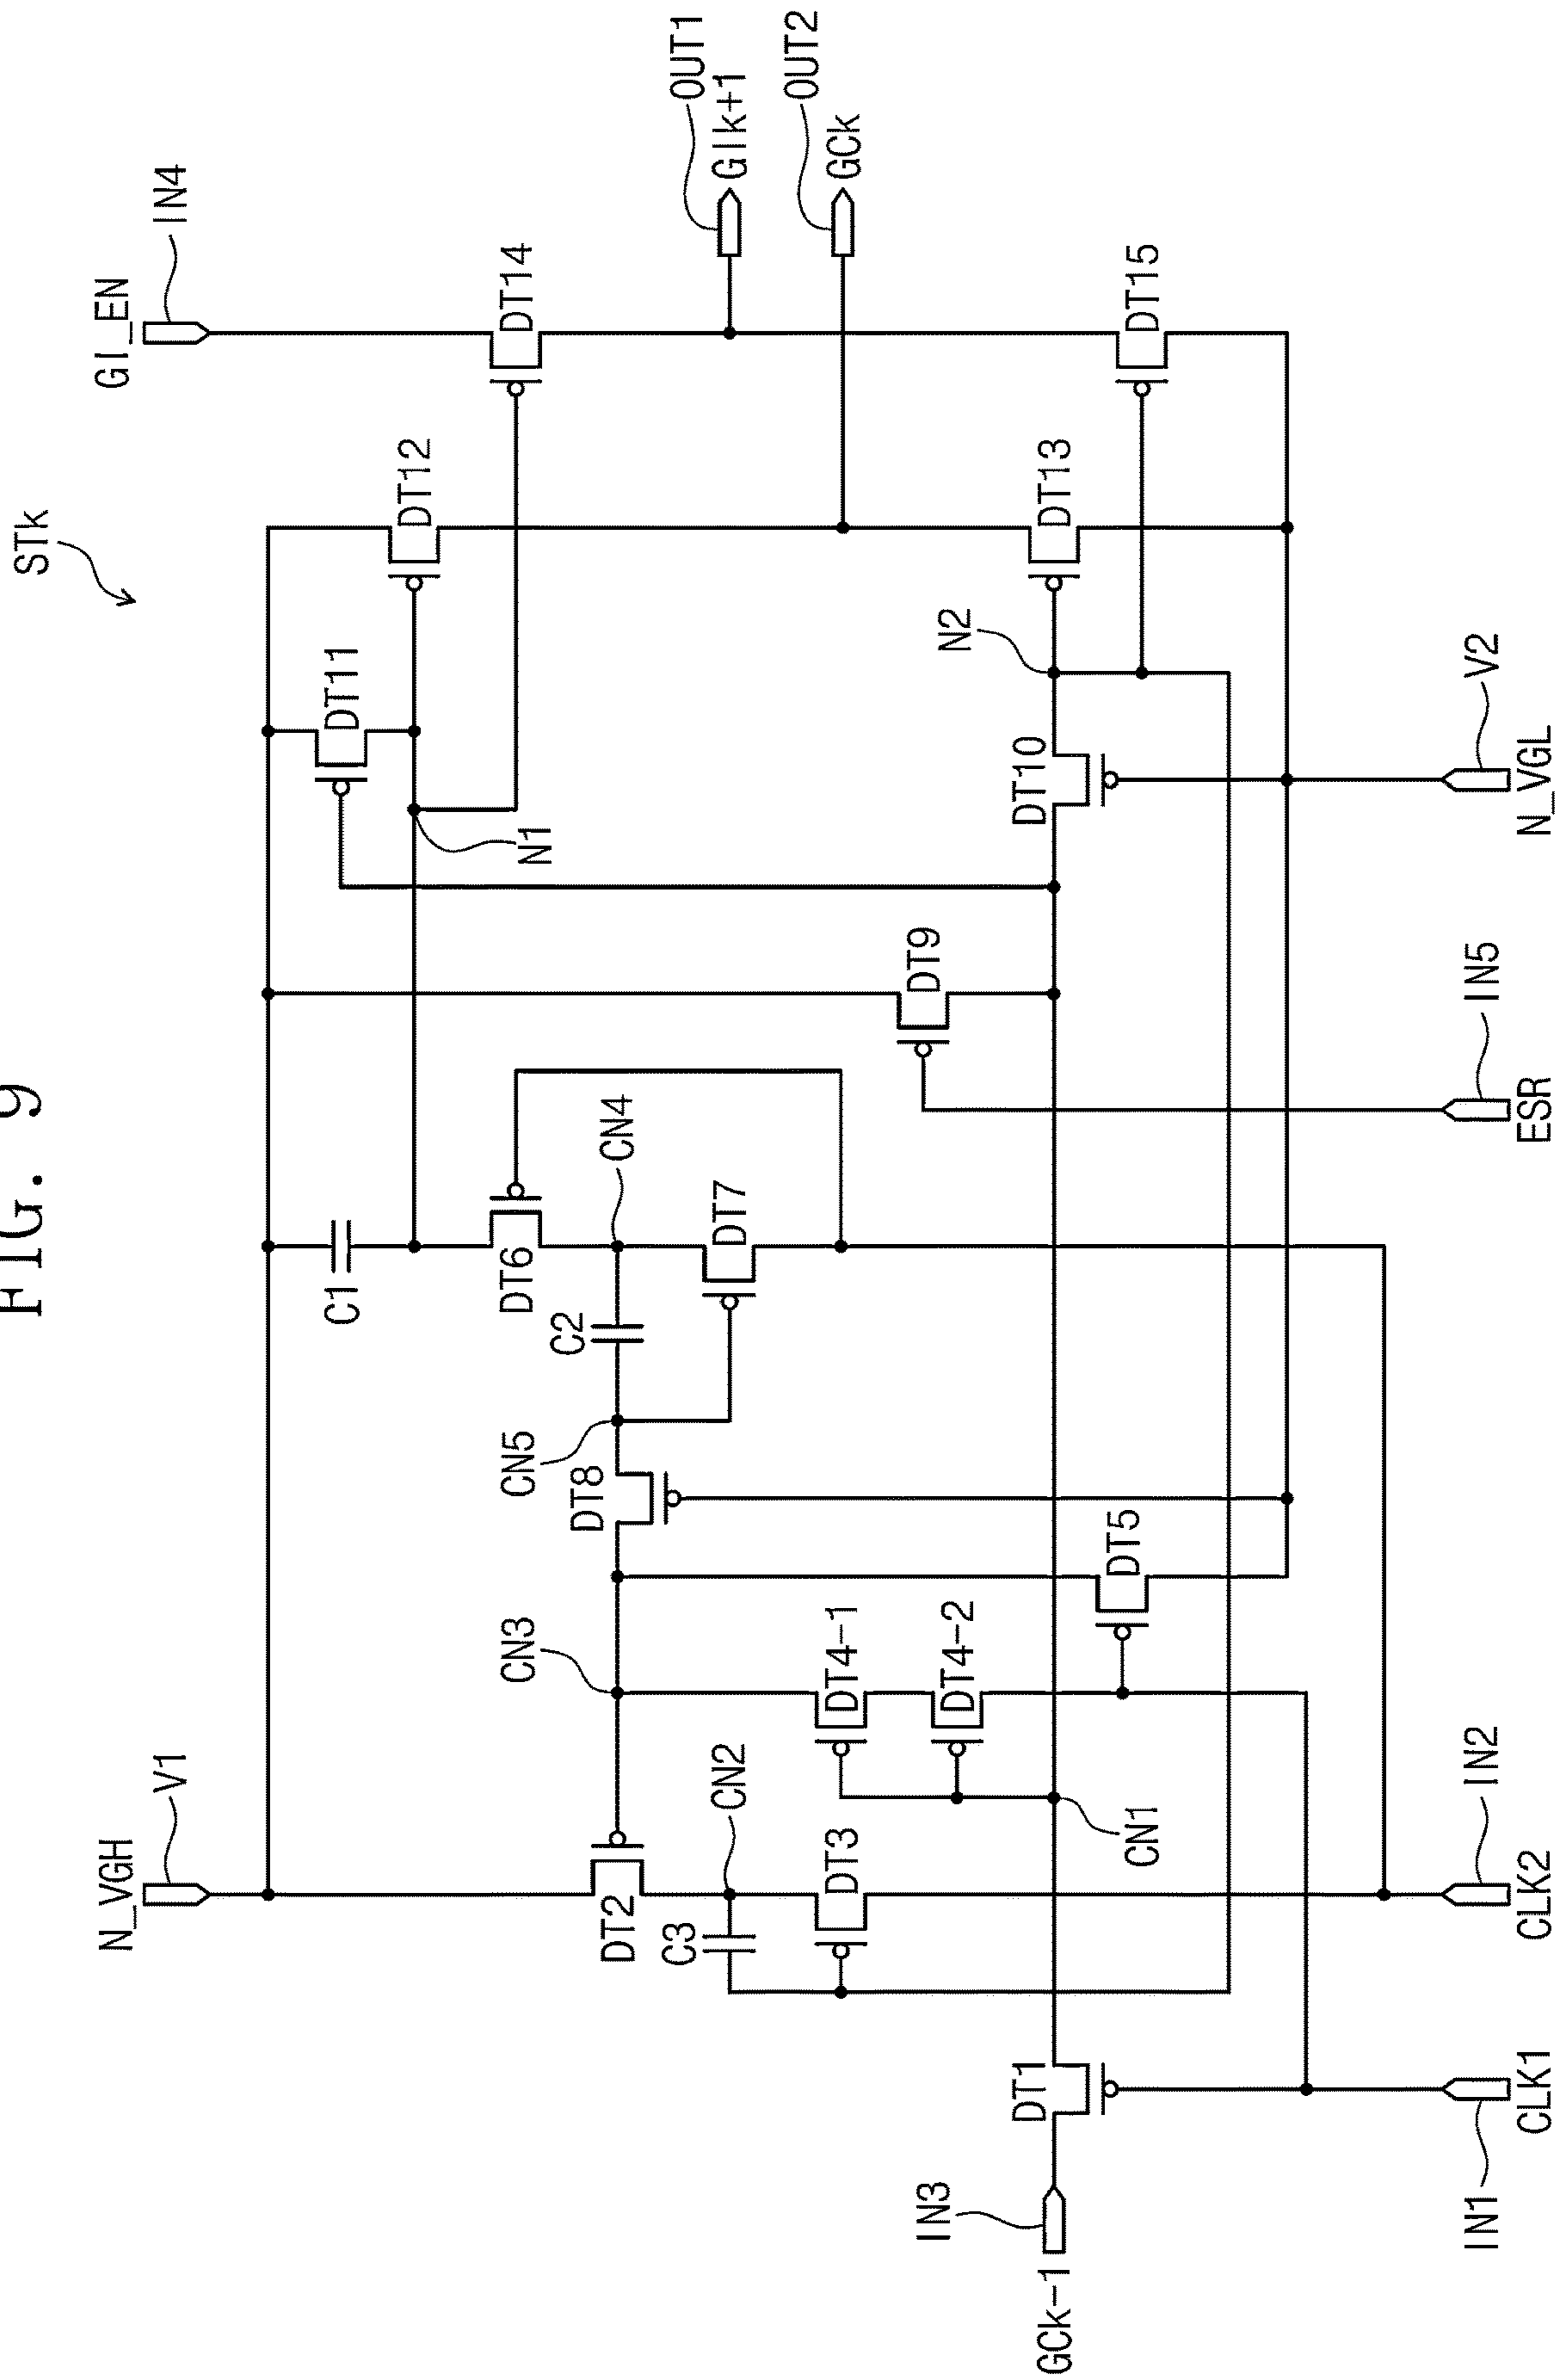 FIG. 9
STk
N_VGH
V1
GI_EN
IN4
C1
DT11
DT12
DT14
N1
DT6
CN4
C2
CN5
DT8
DT7
CN3
DT2
CN2
C3
DT3
DT4-1
DT4-2
DT5
CN1
DT9
DT10
N2
DT13
DT15
OUT1
GIk+1
OUT2
GCk
IN3
GCk-1
DT1
IN1
CLK1
IN2
CLK2
IN5
ESR
V2
N_VGL